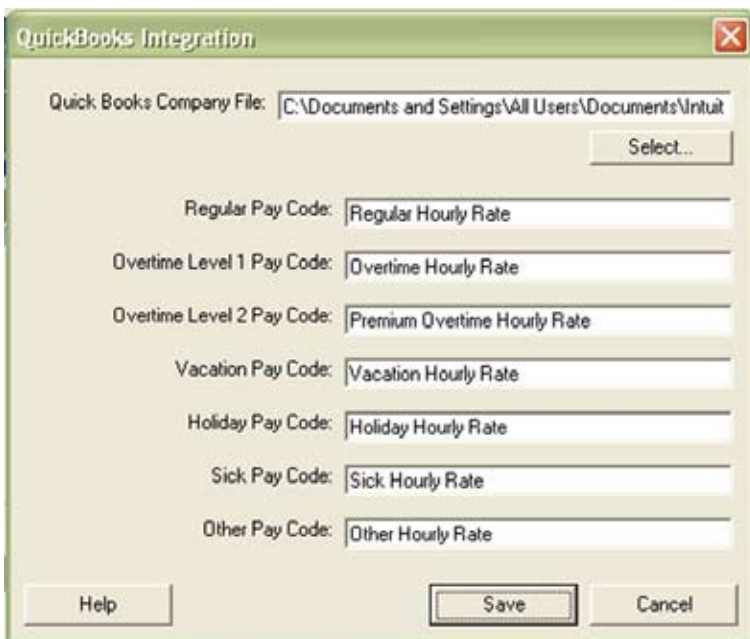 QuickBooks Integration
Quick Books Company File: C:\Documents and Settings\All Users\Documents\Intuit
Select...
Regular Pay Code: Regular Hourly Rate
Overtime Level 1 Pay Code: Overtime Hourly Rate
Overtime Level 2 Pay Code: Premium Overtime Hourly Rate
Vacation Pay Code: Vacation Hourly Rate
Holiday Pay Code: Holiday Hourly Rate
Sick Pay Code: Sick Hourly Rate
Other Pay Code: Other Hourly Rate
Help Save Cancel